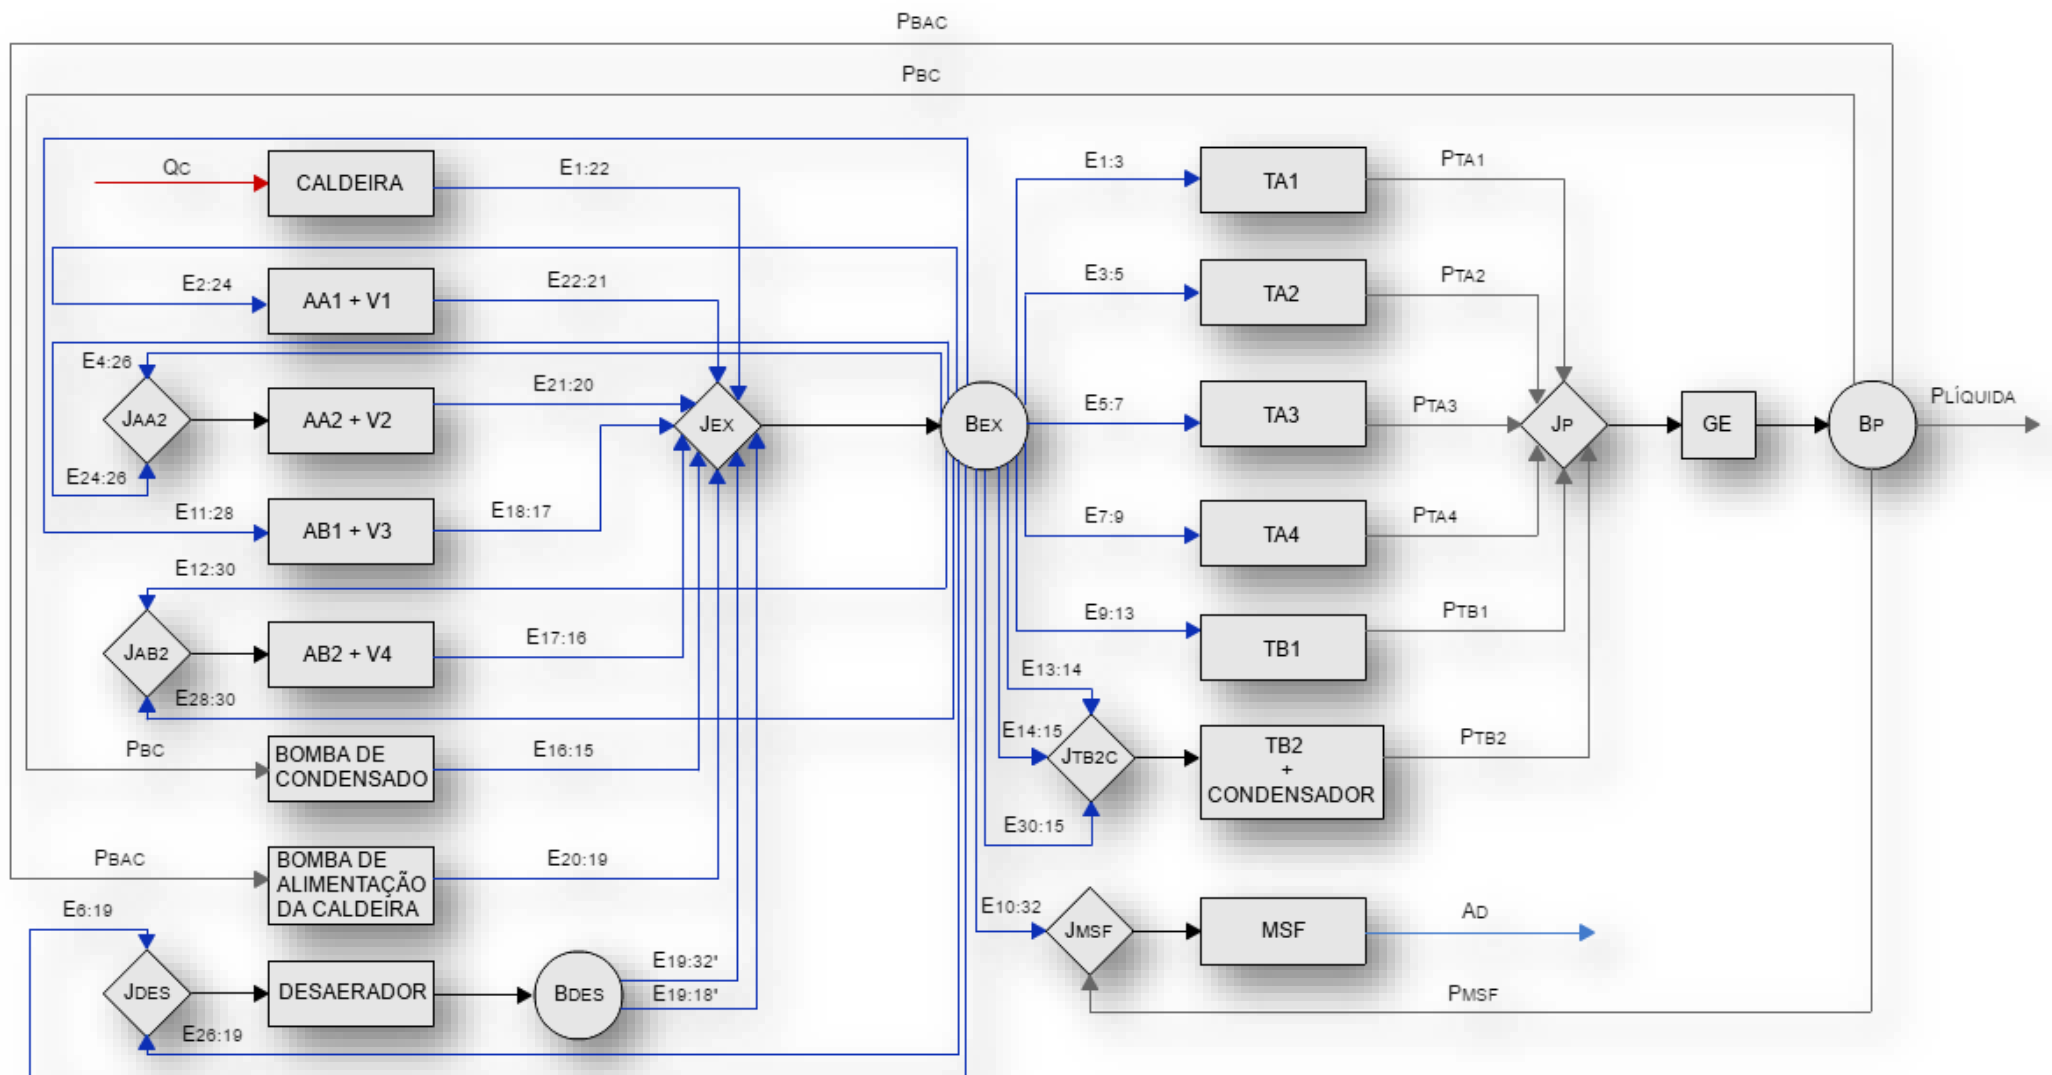 PBAC
PBC
QC
CALDEIRA
E1:22
E1:3
TA1
PTA1
E2:24
AA1 + V1
E22:21
E3:5
TA2
PTA2
E4:26
JAA2
AA2 + V2
E21:20
E24:26
JEX
BEX
E5:7
TA3
PTA3
JP
GE
BP
PLÍQUIDA
E11:28
AB1 + V3
E18:17
E7:9
TA4
PTA4
E12:30
JAB2
AB2 + V4
E17:16
E28:30
E9:13
TB1
PTB1
E13:14
E14:15
JTB2C
E30:15
TB2
+
CONDENSADOR
PTB2
PBC
BOMBA DE
CONDENSADO
E16:15
PBAC
BOMBA DE
ALIMENTAÇÃO
DA CALDEIRA
E20:19
E10:32
JMSF
MSF
AD
PMSF
E6:19
JDES
DESAERADOR
BDES
E19:32'
E19:18'
E26:19